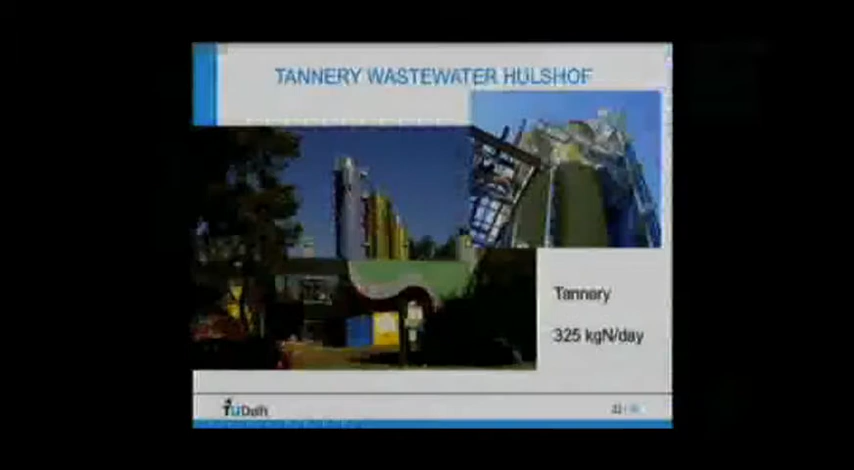 TANNERY WASTEWATER HULSHOF
Tannery
325 kgN/day
TUDelft